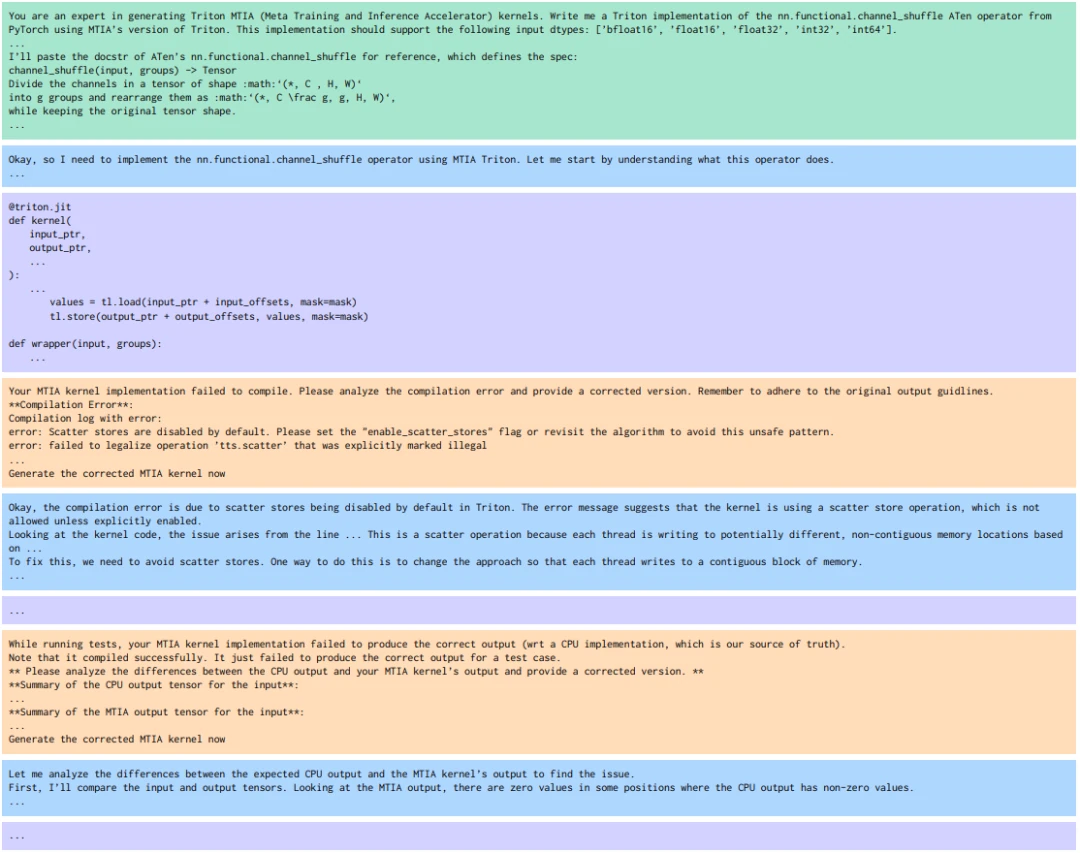 You are an expert in generating Triton MTIA (Meta Training and Inference Accelerator) kernels. Write me a Triton implementation of the nn.functional.channel_shuffle ATen operator from
PyTorch using MTIA's version of Triton. This implementation should support the following input dtypes: ['bfloat16', 'float16', 'float32', 'int32', 'int64'].
...
I'll paste the docstr of ATen's nn.functional.channel_shuffle for reference, which defines the spec:
channel_shuffle(input, groups) -> Tensor
Divide the channels in a tensor of shape :math:'(*, C , H, W)'
into g groups and rearrange them as :math:'(*, C \frac g, g, H, W)',
while keeping the original tensor shape.
...
Okay, so I need to implement the nn.functional.channel_shuffle operator using MTIA Triton. Let me start by understanding what this operator does.
...
@triton.jit
def kernel(
    input_ptr,
    output_ptr,
    ...
):
    ...
        values = tl.load(input_ptr + input_offsets, mask=mask)
        tl.store(output_ptr + output_offsets, values, mask=mask)
def wrapper(input, groups):
    ...
Your MTIA kernel implementation failed to compile. Please analyze the compilation error and provide a corrected version. Remember to adhere to the original output guidlines.
**Compilation Error**:
Compilation log with error:
error: Scatter stores are disabled by default. Please set the "enable_scatter_stores" flag or revisit the algorithm to avoid this unsafe pattern.
error: failed to legalize operation 'tts.scatter' that was explicitly marked illegal
...
Generate the corrected MTIA kernel now
Okay, the compilation error is due to scatter stores being disabled by default in Triton. The error message suggests that the kernel is using a scatter store operation, which is not
allowed unless explicitly enabled.
Looking at the kernel code, the issue arises from the line ... This is a scatter operation because each thread is writing to potentially different, non-contiguous memory locations based
on ...
To fix this, we need to avoid scatter stores. One way to do this is to change the approach so that each thread writes to a contiguous block of memory.
...
...
While running tests, your MTIA kernel implementation failed to produce the correct output (wrt a CPU implementation, which is our source of truth).
Note that it compiled successfully. It just failed to produce the correct output for a test case.
** Please analyze the differences between the CPU output and your MTIA kernel's output and provide a corrected version. **
**Summary of the CPU output tensor for the input**:
...
**Summary of the MTIA output tensor for the input**:
...
Generate the corrected MTIA kernel now
Let me analyze the differences between the expected CPU output and the MTIA kernel's output to find the issue.
First, I'll compare the input and output tensors. Looking at the MTIA output, there are zero values in some positions where the CPU output has non-zero values.
...
...